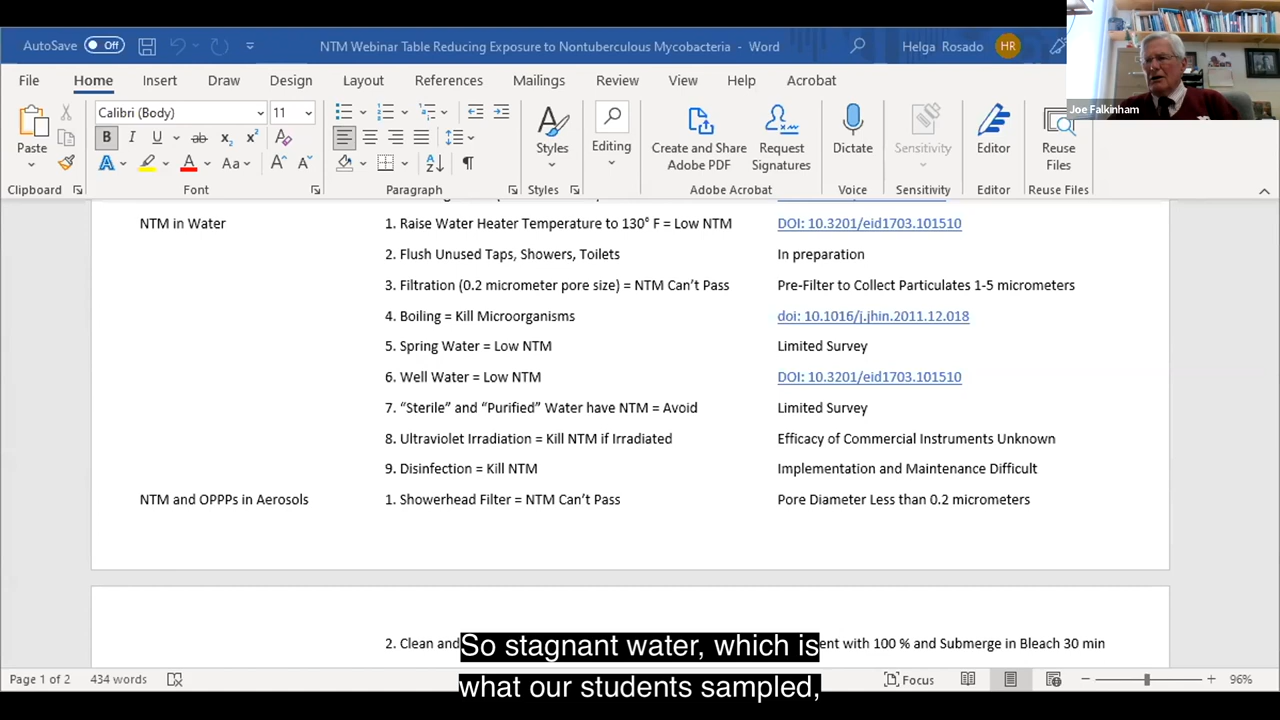 AutoSave Off NTM Webinar Table Reducing Exposure to Nontuberculous Mycobacteria - Word Helga Rosado HR
Joe Falkinham
File Home Insert Draw Design Layout References Mailings Review View Help Acrobat
Calibri (Body) 11
Paste Styles Editing Create and Share Adobe PDF Request Signatures Dictate Sensitivity Editor Reuse Files
Clipboard Font Paragraph Styles Adobe Acrobat Voice Sensitivity Editor Reuse Files
NTM in Water 1. Raise Water Heater Temperature to 130° F = Low NTM DOI: 10.3201/eid1703.101510
2. Flush Unused Taps, Showers, Toilets In preparation
3. Filtration (0.2 micrometer pore size) = NTM Can't Pass Pre-Filter to Collect Particulates 1-5 micrometers
4. Boiling = Kill Microorganisms doi: 10.1016/j.jhin.2011.12.018
5. Spring Water = Low NTM Limited Survey
6. Well Water = Low NTM DOI: 10.3201/eid1703.101510
7. “Sterile” and “Purified” Water have NTM = Avoid Limited Survey
8. Ultraviolet Irradiation = Kill NTM if Irradiated Efficacy of Commercial Instruments Unknown
9. Disinfection = Kill NTM Implementation and Maintenance Difficult
NTM and OPPPs in Aerosols 1. Showerhead Filter = NTM Can't Pass Pore Diameter Less than 0.2 micrometers
2. Clean and with 100 % and Submerge in Bleach 30 min
So stagnant water, which is
what our students sampled,
Page 1 of 2 434 words Focus 96%